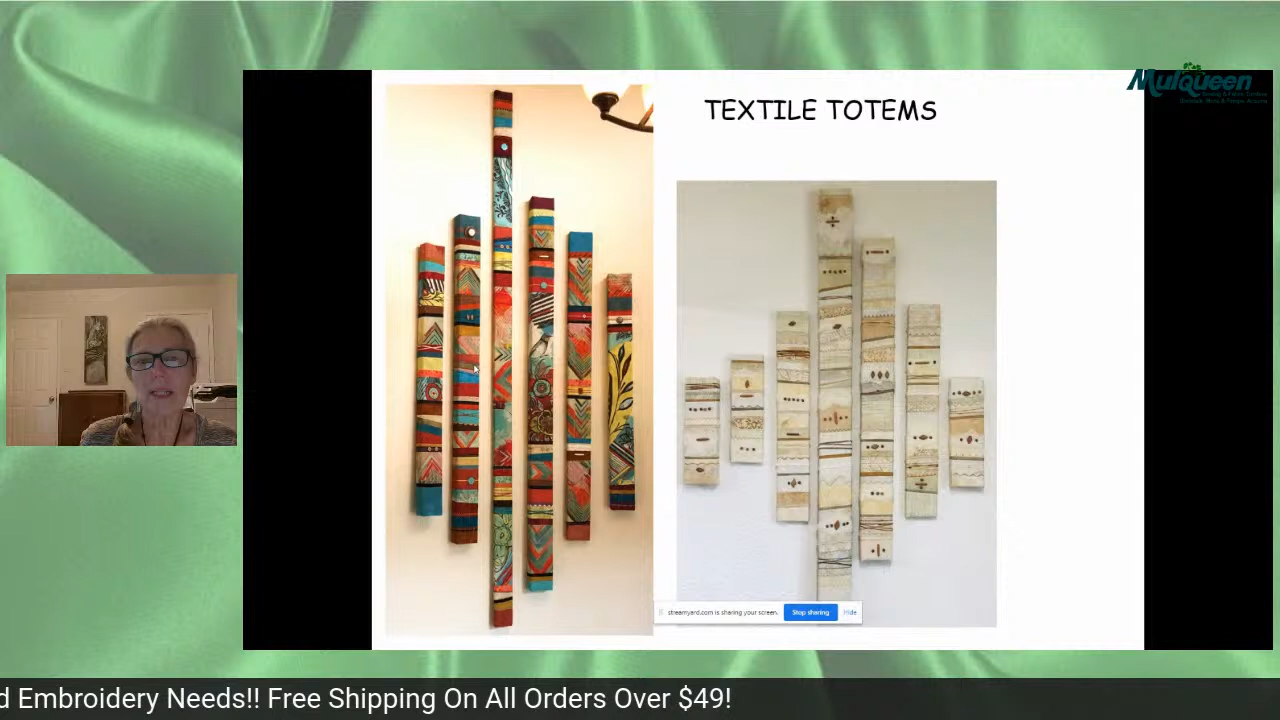 Mulqueen
TEXTILE TOTEMS
streamyard.com is sharing your screen.
Stop sharing
Hide
d Embroidery Needs!! Free Shipping On All Orders Over $49!